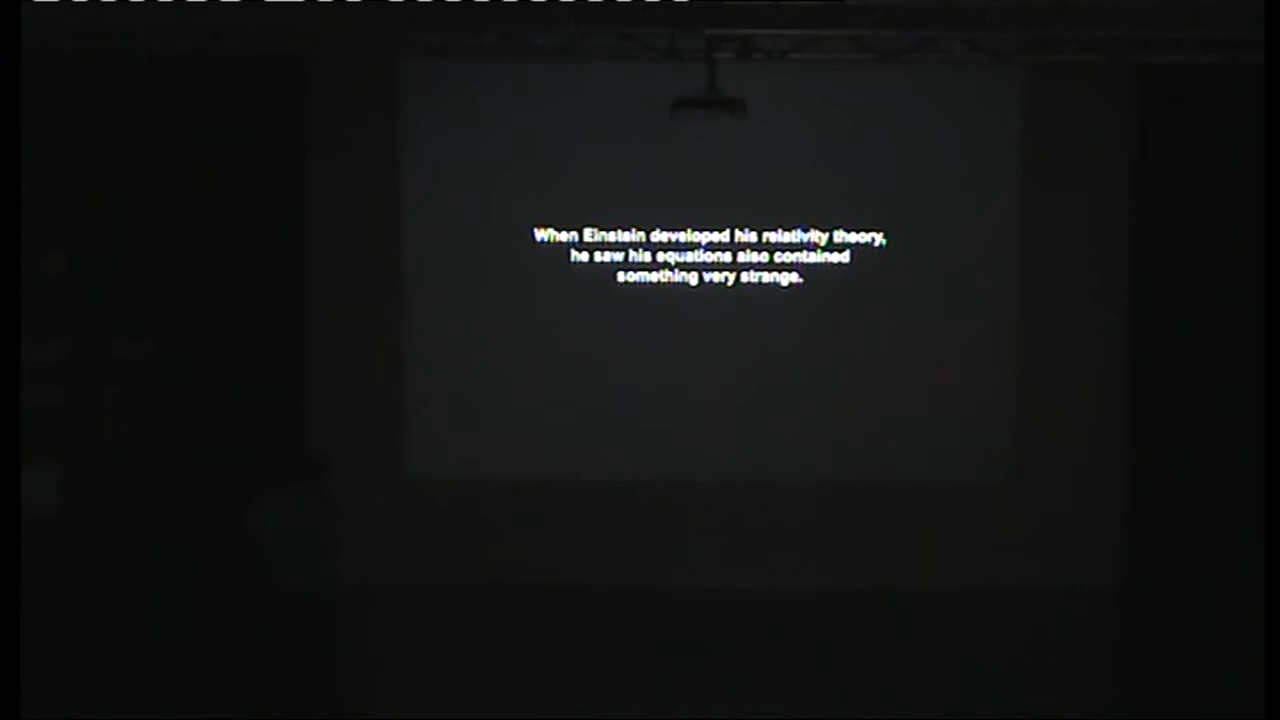 When Einstein developed his relativity theory,
he saw his equations also contained
something very strange.